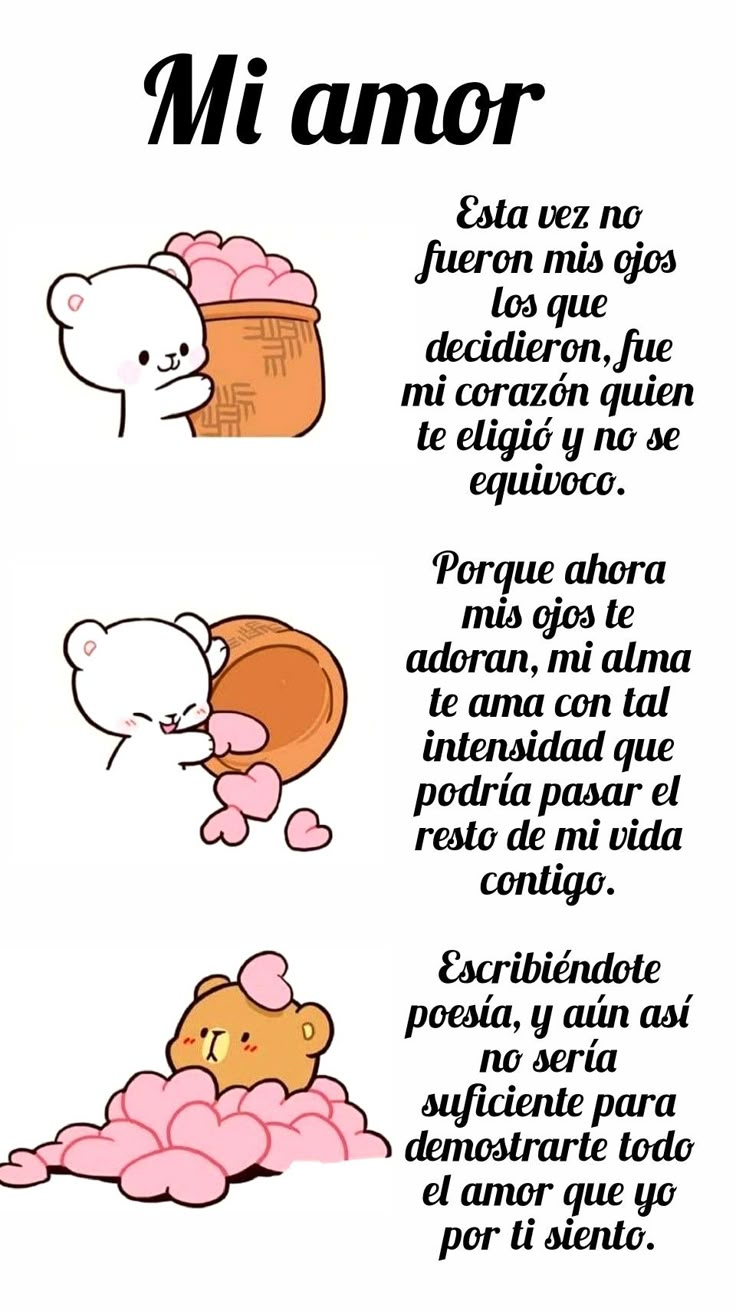 Mi amor
Esta vez no
fueron mis ojos
los que
decidieron, fue
mi corazón quien
te eligió y no se
equivoco.
Porque ahora
mis ojos te
adoran, mi alma
te ama con tal
intensidad que
podría pasar el
resto de mi vida
contigo.
Escribiéndote
poesía, y aún así
no sería
suficiente para
demostrarte todo
el amor que yo
por ti siento.